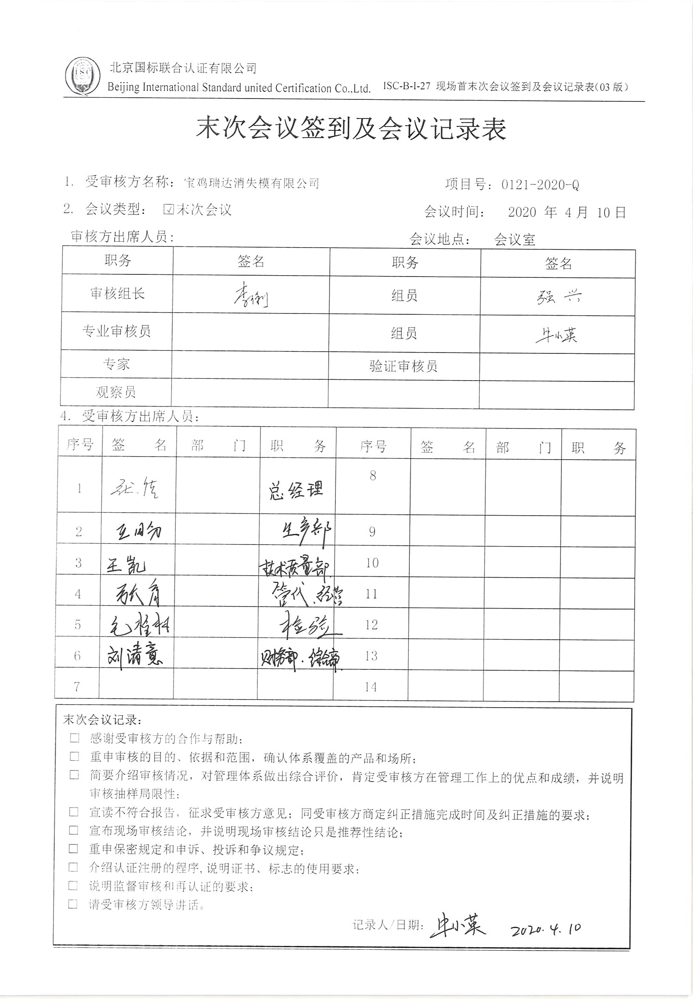 ISC
北京国标联合认证有限公司
Beijing International Standard united Certification Co.,Ltd. ISC-B-I-27 现场首末次会议签到及会议记录表(03 版)
末次会议签到及会议记录表
1. 受审核方名称: 宝鸡瑞达消失模有限公司 项目号: 0121-2020-Q
2. 会议类型: ☑末次会议 会议时间: 2020 年 4月 10日
审核方出席人员: 会议地点: 会议室
职务 签名 职务 签名
审核组长 李俐 组员 强兴
专业审核员 组员 牛小英
专家 验证审核员
观察员
4. 受审核方出席人员:
序号 签 名 部 门 职 务 序号 签 名 部 门 职 务
1 总经理 8
2 生产部 9
3 王凯 技术质量部 10
4 管代、经营 11
5 检验 12
6 刘清意 财务部. 综合部. 13
7 14
末次会议记录:
□ 感谢受审核方的合作与帮助;
□ 重申审核的目的、依据和范围, 确认体系覆盖的产品和场所;
□ 简要介绍审核情况, 对管理体系做出综合评价, 肯定受审核方在管理工作上的优点和成绩, 并说明
审核抽样局限性;
□ 宣读不符合报告, 征求受审核方意见; 同受审核方商定纠正措施完成时间及纠正措施的要求;
□ 宣布现场审核结论, 并说明现场审核结论只是推荐性结论;
□ 重申保密规定和申诉、投诉和争议规定;
□ 介绍认证注册的程序, 说明证书、标志的使用要求;
□ 说明监督审核和再认证的要求;
□ 请受审核方领导讲话。
记录人/日期: 牛小英 2020.4.10